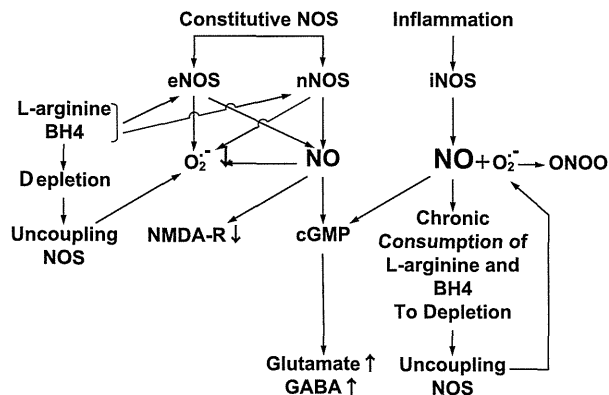 Constitutive NOS
Inflammation
eNOS
nNOS
iNOS
L-arginine
BH4
O2·- ↓
NO
NO + O2·- → ONOO
Depletion
Uncoupling
NOS
NMDA-R ↓
cGMP
Chronic
Consumption of
L-arginine and
BH4
To Depletion
Glutamate ↑
GABA ↑
Uncoupling
NOS